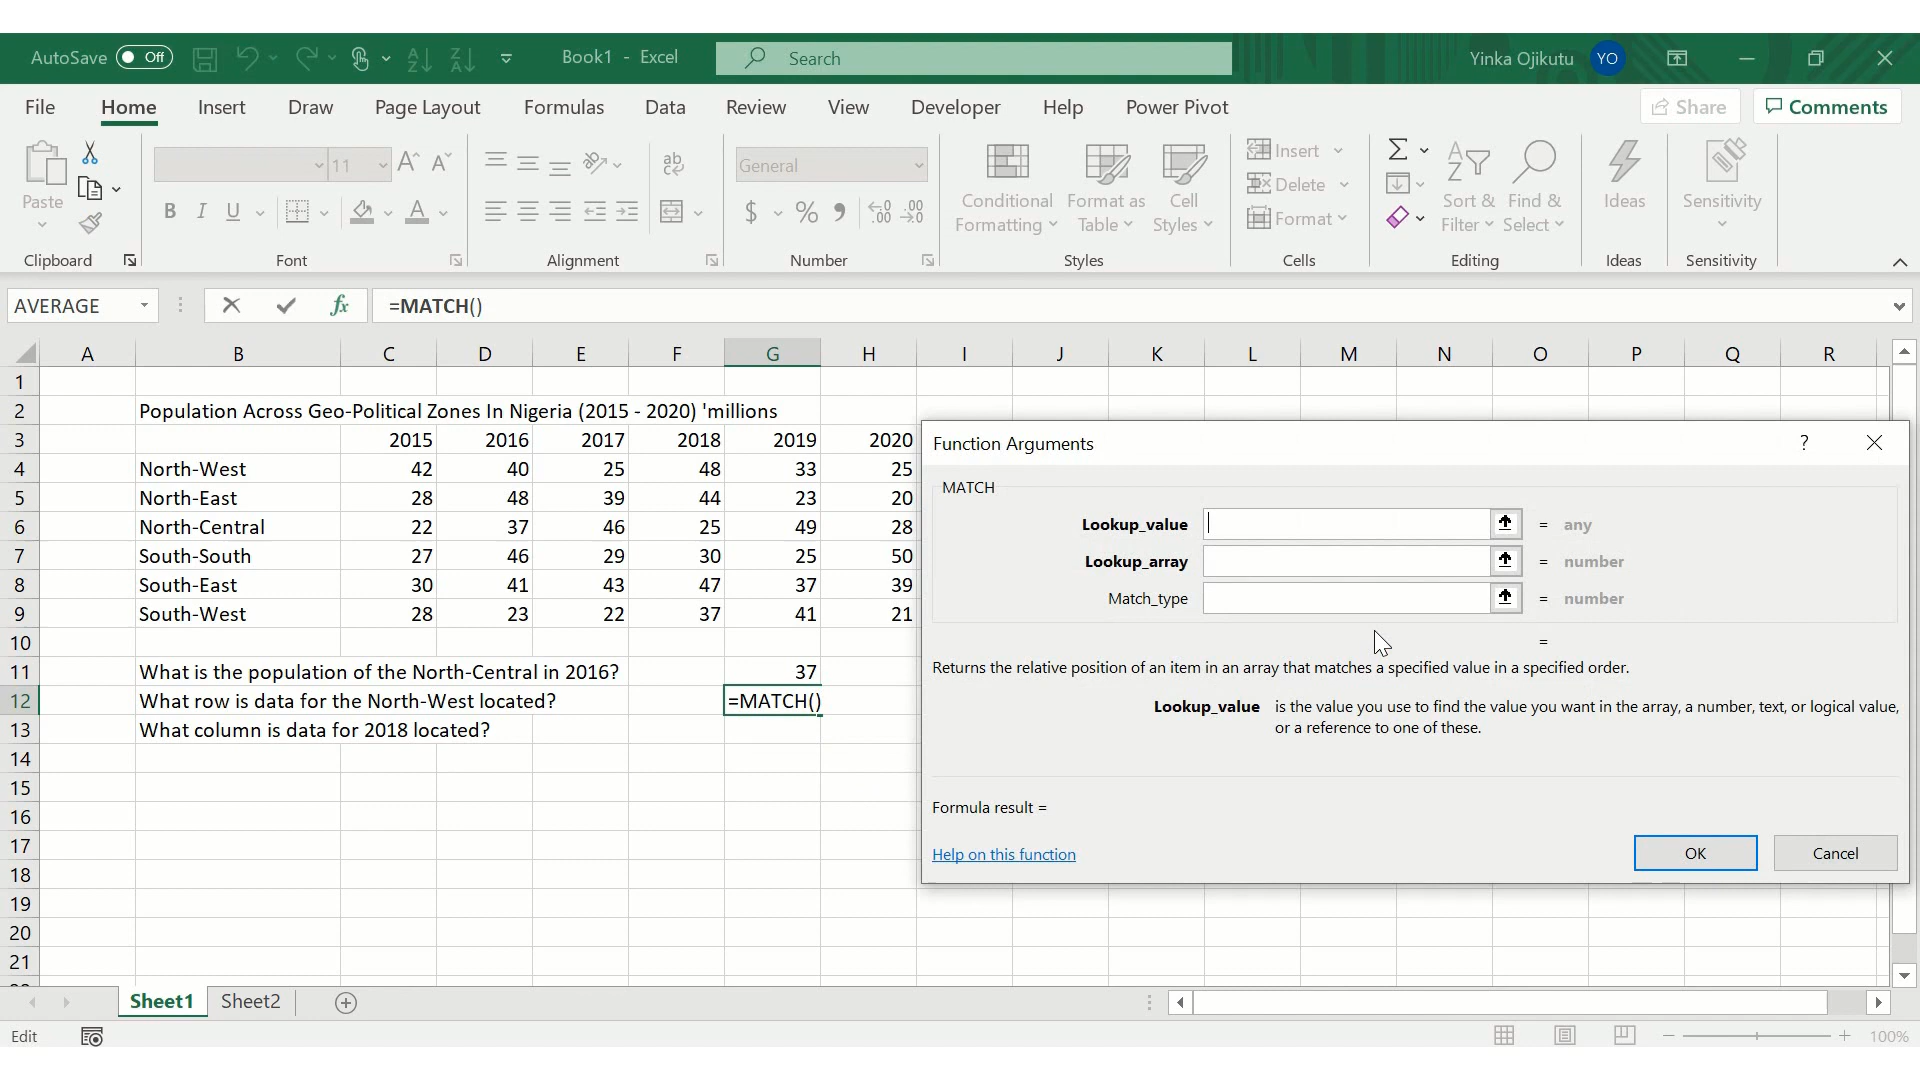 AutoSave Off Book1 - Excel Search Yinka Ojikutu YO
File Home Insert Draw Page Layout Formulas Data Review View Developer Help Power Pivot Share Comments
Paste 11 General Conditional Formatting Format as Table Cell Styles Insert Delete Format Sort & Filter Find & Select Ideas Sensitivity
Clipboard Font Alignment Number Styles Cells Editing Ideas Sensitivity
AVERAGE fx =MATCH()
A B C D E F G H I J K L M N O P Q R
1
2 Population Across Geo-Political Zones In Nigeria (2015 - 2020) 'millions
3 2015 2016 2017 2018 2019 2020
4 North-West 42 40 25 48 33 25
5 North-East 28 48 39 44 23 20
6 North-Central 22 37 46 25 49 28
7 South-South 27 46 29 30 25 50
8 South-East 30 41 43 47 37 39
9 South-West 28 23 22 37 41 21
10
11 What is the population of the North-Central in 2016? 37
12 What row is data for the North-West located? =MATCH()
13 What column is data for 2018 located?
14
15
16
17
18
19
20
21
Function Arguments ?
MATCH
Lookup_value = any
Lookup_array = number
Match_type = number
=
Returns the relative position of an item in an array that matches a specified value in a specified order.
Lookup_value is the value you use to find the value you want in the array, a number, text, or logical value,
or a reference to one of these.
Formula result =
Help on this function OK Cancel
Sheet1 Sheet2
Edit 100%